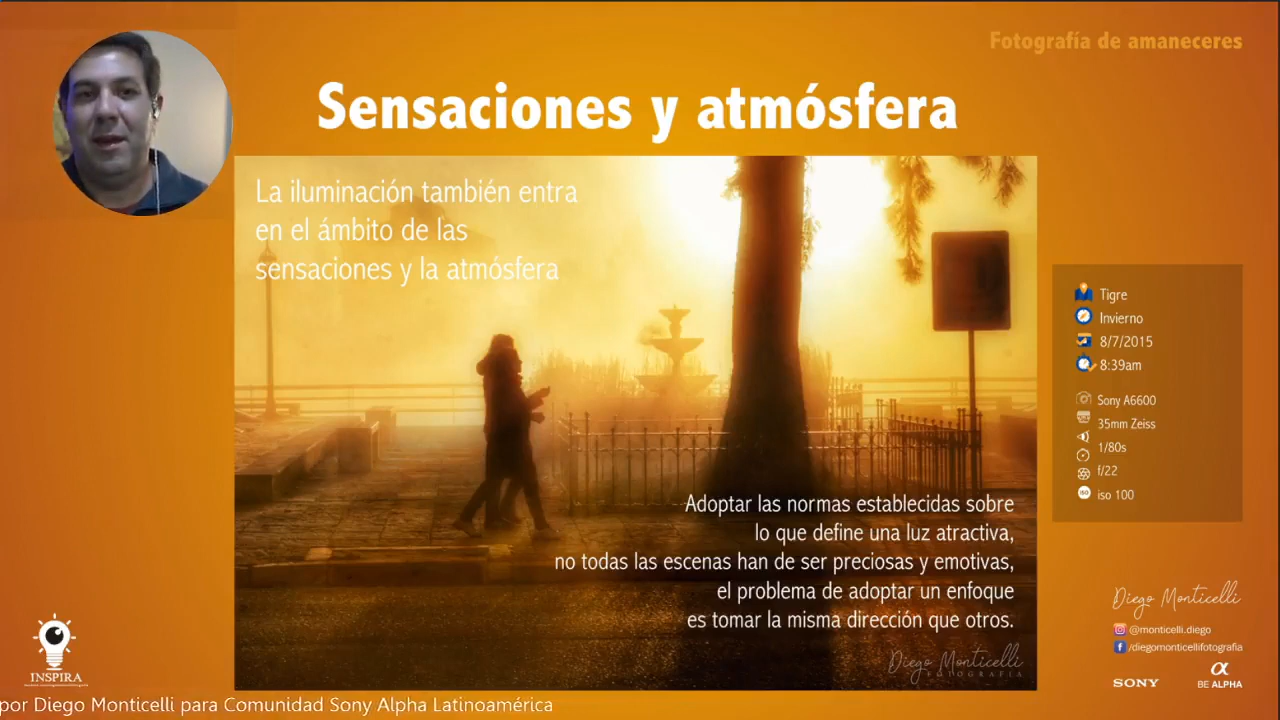 Fotografía de amaneceres
Sensaciones y atmósfera
La iluminación también entra
en el ámbito de las
sensaciones y la atmósfera
Tigre
Invierno
8/7/2015
8:39am
Sony A6600
35mm Zeiss
1/80s
f/22
iso 100
Adoptar las normas establecidas sobre
lo que define una luz atractiva,
no todas las escenas han de ser preciosas y emotivas,
el problema de adoptar un enfoque
es tomar la misma dirección que otros.
Diego Monticelli
FOTOGRAFIA
Diego Monticelli
@monticelli.diego
/diegomonticellifotografia
SONY
α
BE ALPHA
INSPIRA
por Diego Monticelli para Comunidad Sony Alpha Latinoamérica